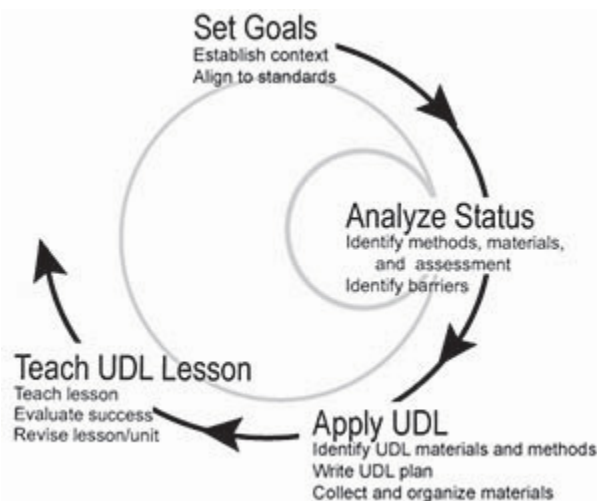 Set Goals
Establish context
Align to standards
Analyze Status
Identify methods, materials,
and assessment
Identify barriers
Apply UDL
Identify UDL materials and methods
Write UDL plan
Collect and organize materials
Teach UDL Lesson
Teach lesson
Evaluate success
Revise lesson/unit